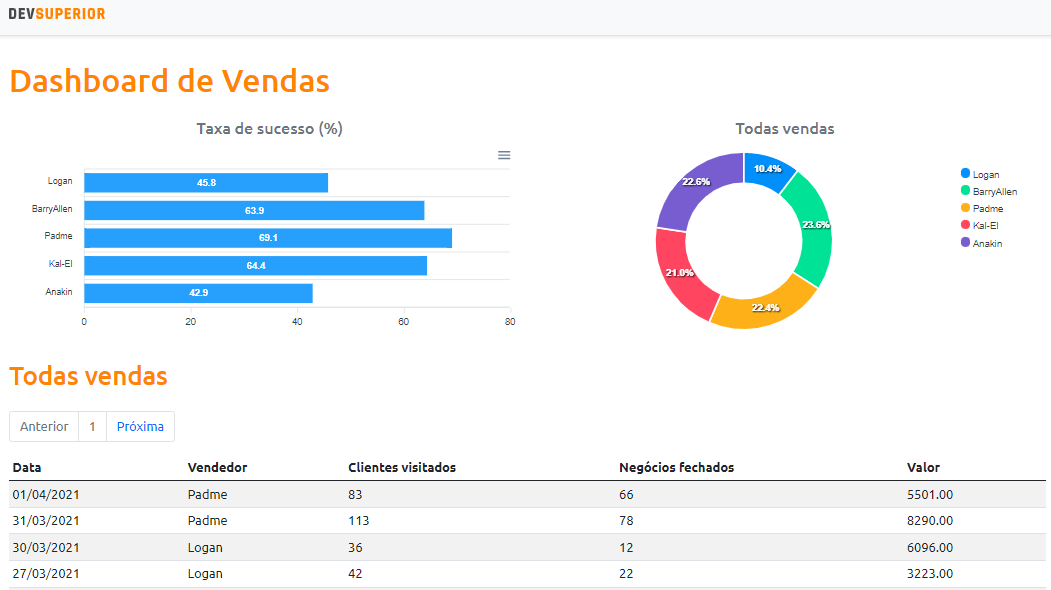 DEVSUPERIOR
Dashboard de Vendas
Taxa de sucesso (%)
Logan 45.8
BarryAllen 63.9
Padme 69.1
Kal-El 64.4
Anakin 42.9
0 20 40 60 80
Todas vendas
10.4%
23.6%
22.4%
21.0%
22.6%
Logan
BarryAllen
Padme
Kal-El
Anakin
Todas vendas
Anterior 1 Próxima
Data Vendedor Clientes visitados Negócios fechados Valor
01/04/2021 Padme 83 66 5501.00
31/03/2021 Padme 113 78 8290.00
30/03/2021 Logan 36 12 6096.00
27/03/2021 Logan 42 22 3223.00